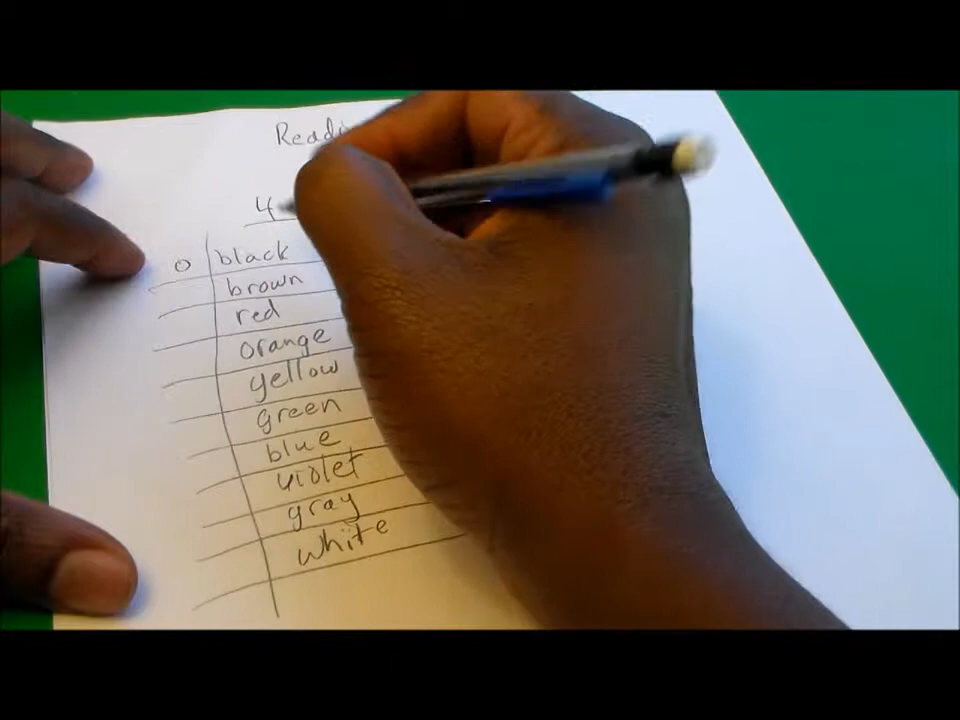 Readi
4
0 black
brown
red
orange
yellow
green
blue
violet
gray
white